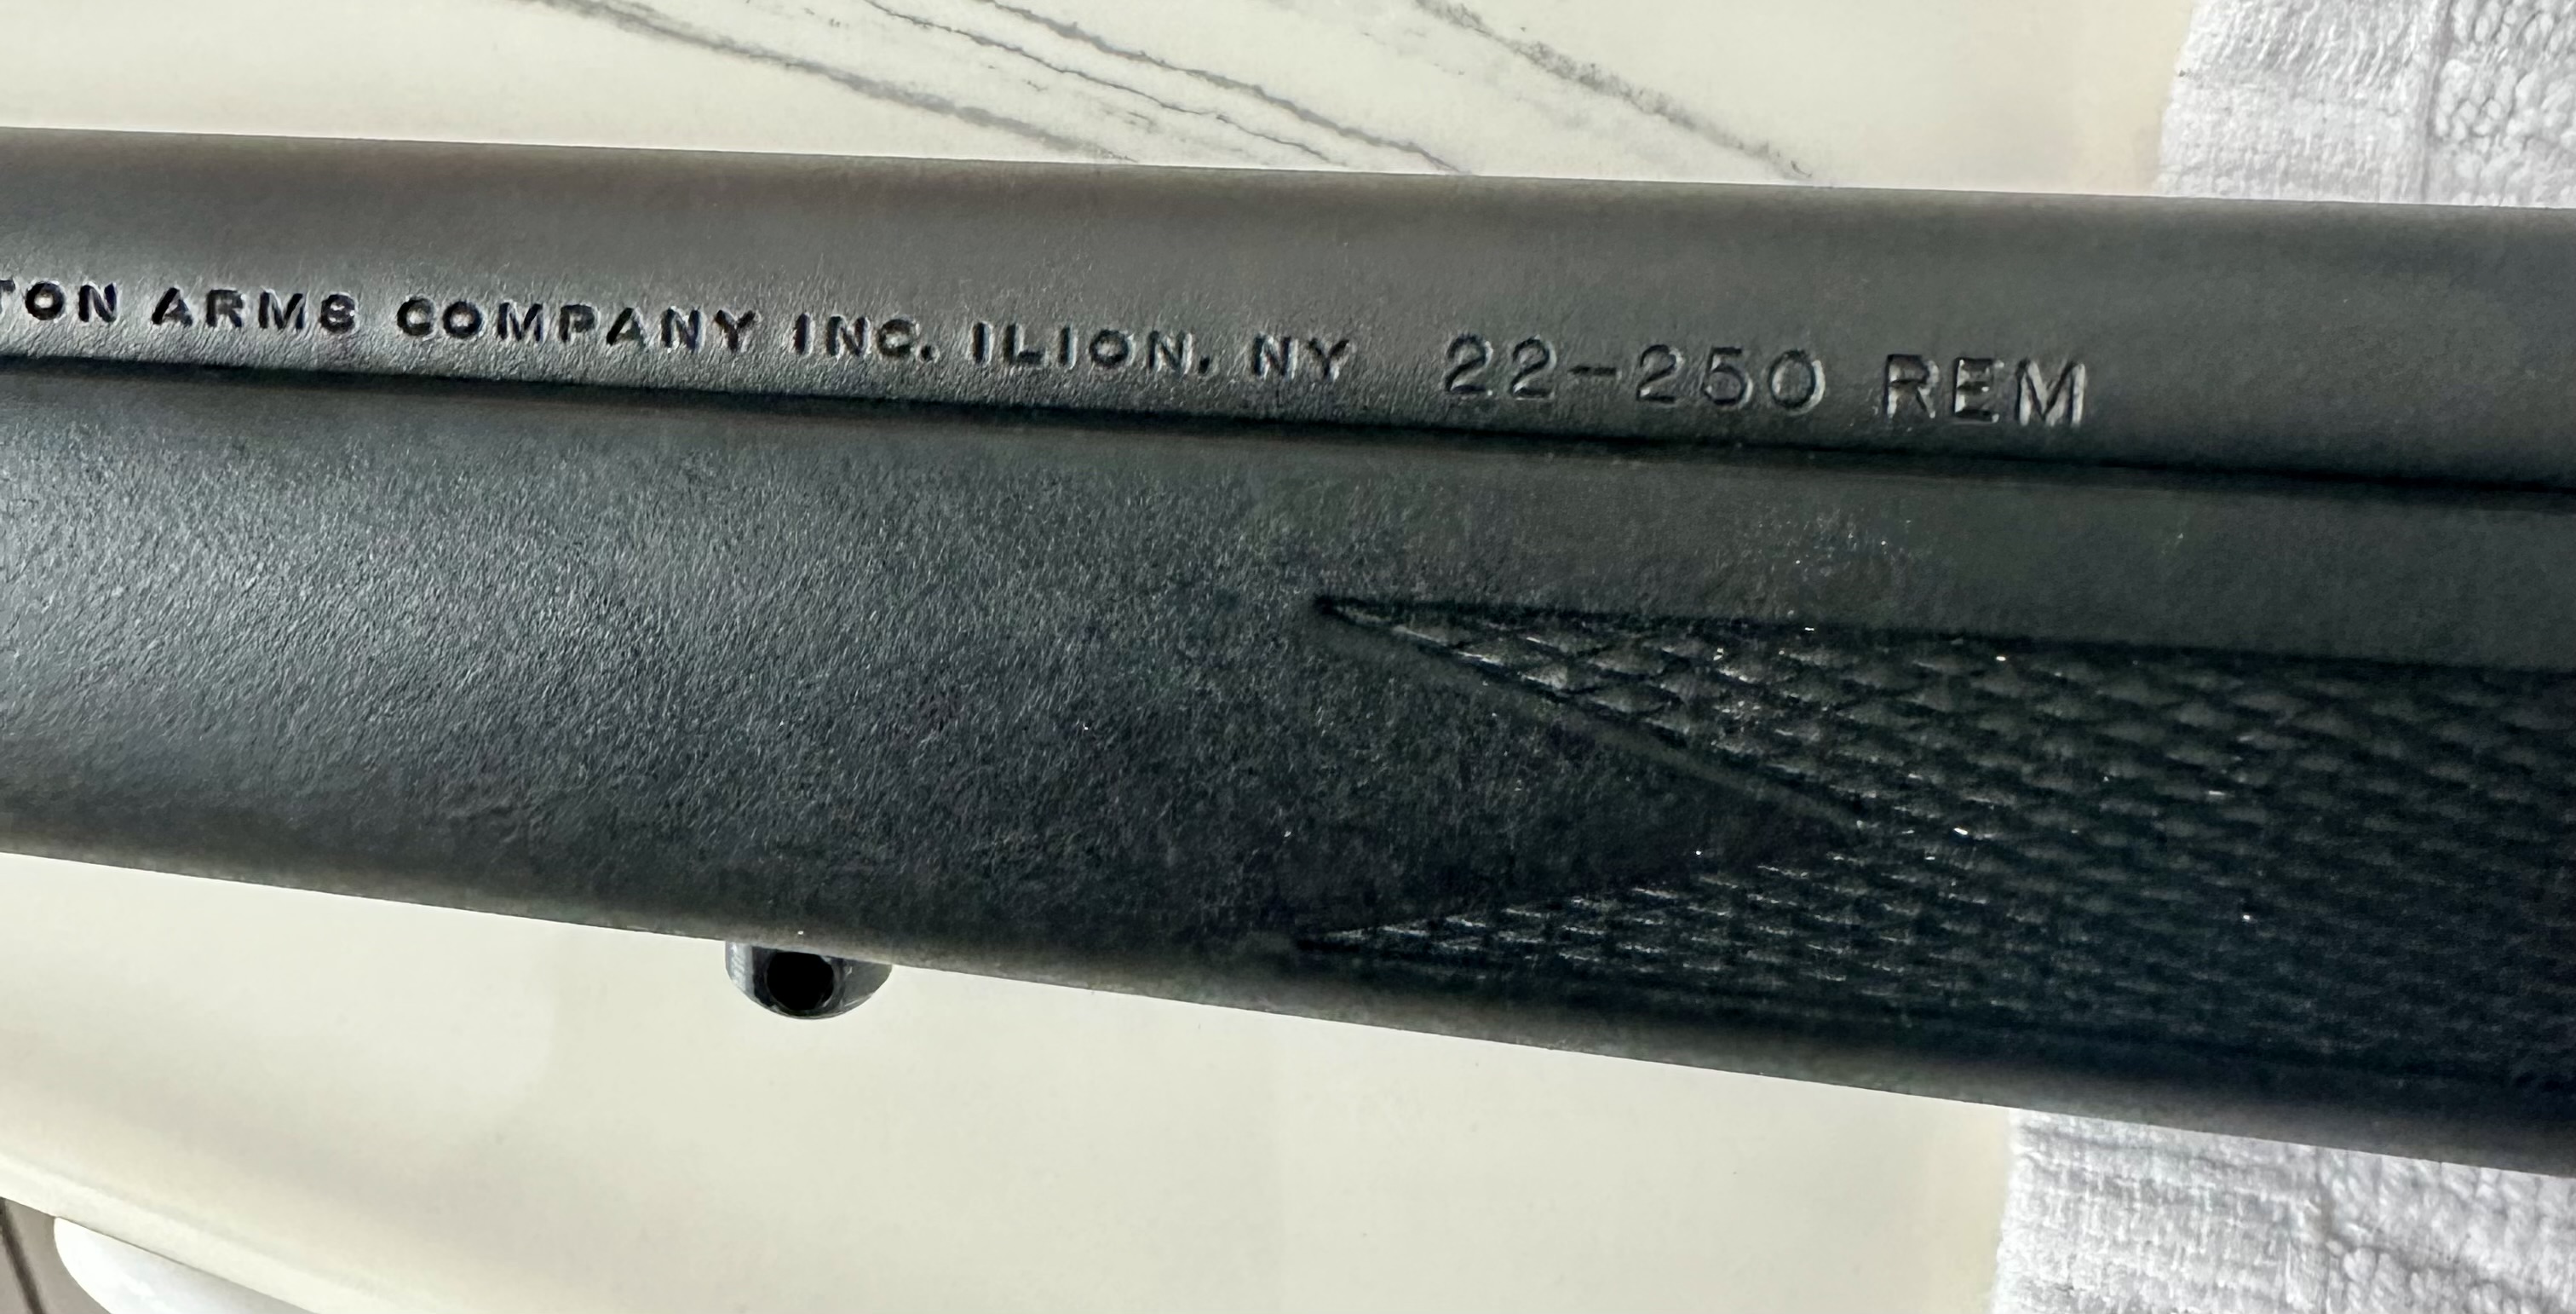 TON ARMS COMPANY INC. ILION, NY 22-250 REM